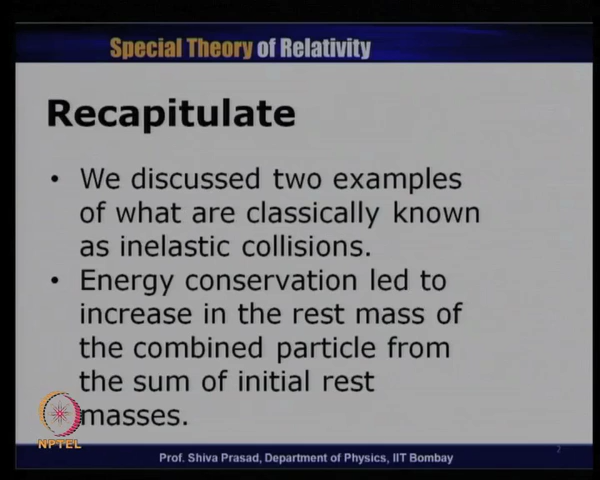 Special Theory of Relativity
Recapitulate
• We discussed two examples
of what are classically known
as inelastic collisions.
• Energy conservation led to
increase in the rest mass of
the combined particle from
the sum of initial rest
masses.
NPTEL
2
Prof. Shiva Prasad, Department of Physics, IIT Bombay